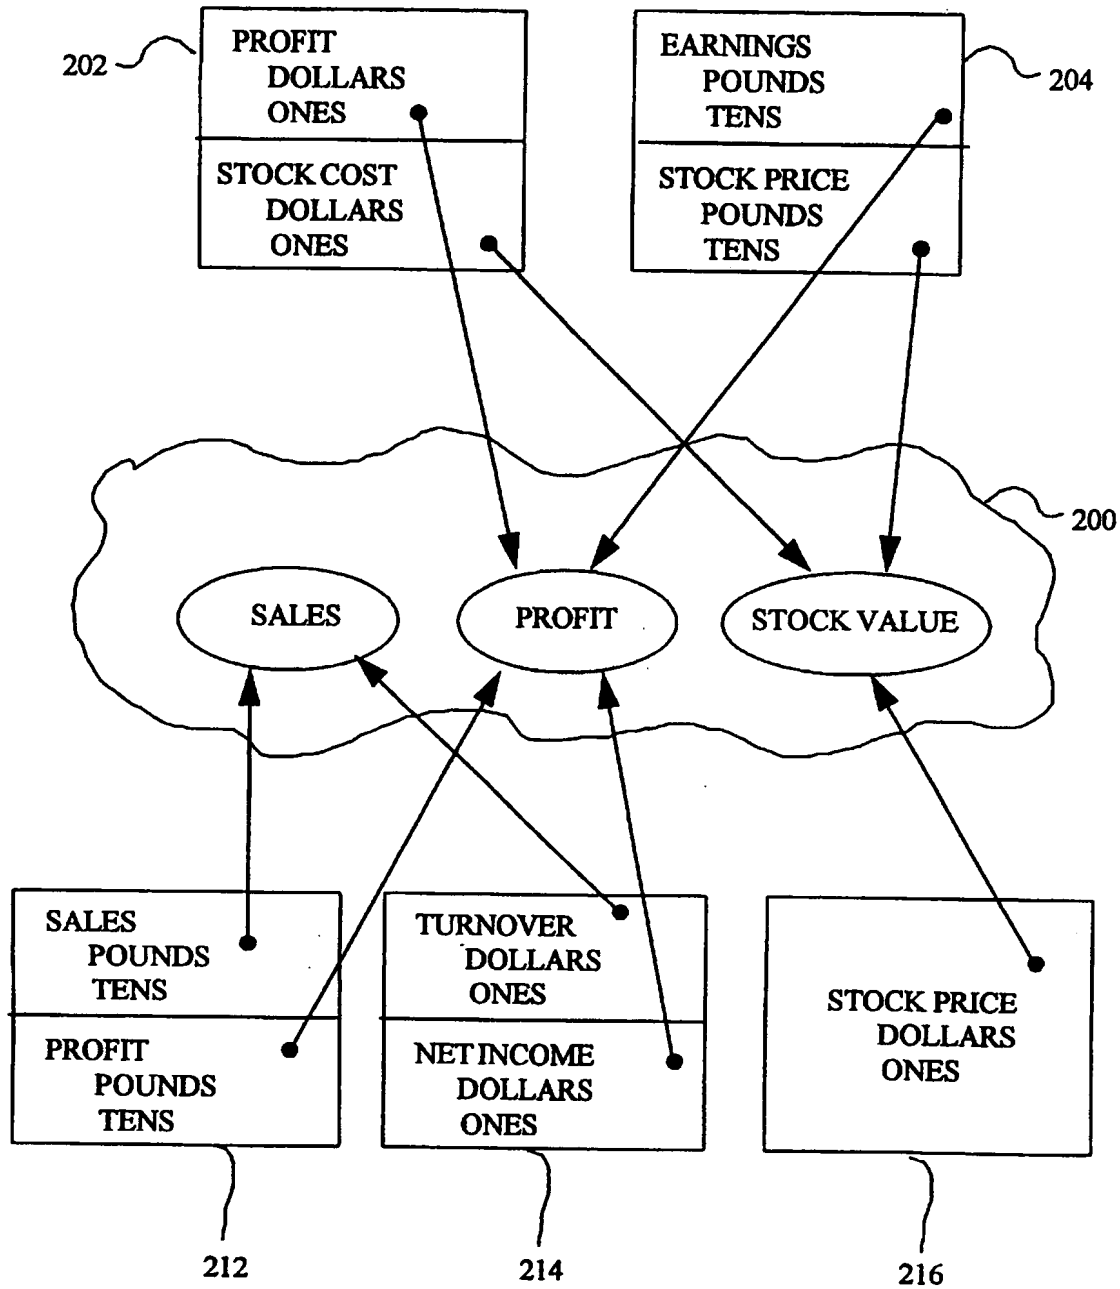 PROFIT
DOLLARS
ONES
STOCK COST
DOLLARS
ONES
202
EARNINGS
POUNDS
TENS
STOCK PRICE
POUNDS
TENS
204
200
SALES
PROFIT
STOCK VALUE
SALES
POUNDS
TENS
PROFIT
POUNDS
TENS
TURNOVER
DOLLARS
ONES
NET INCOME
DOLLARS
ONES
STOCK PRICE
DOLLARS
ONES
212
214
216